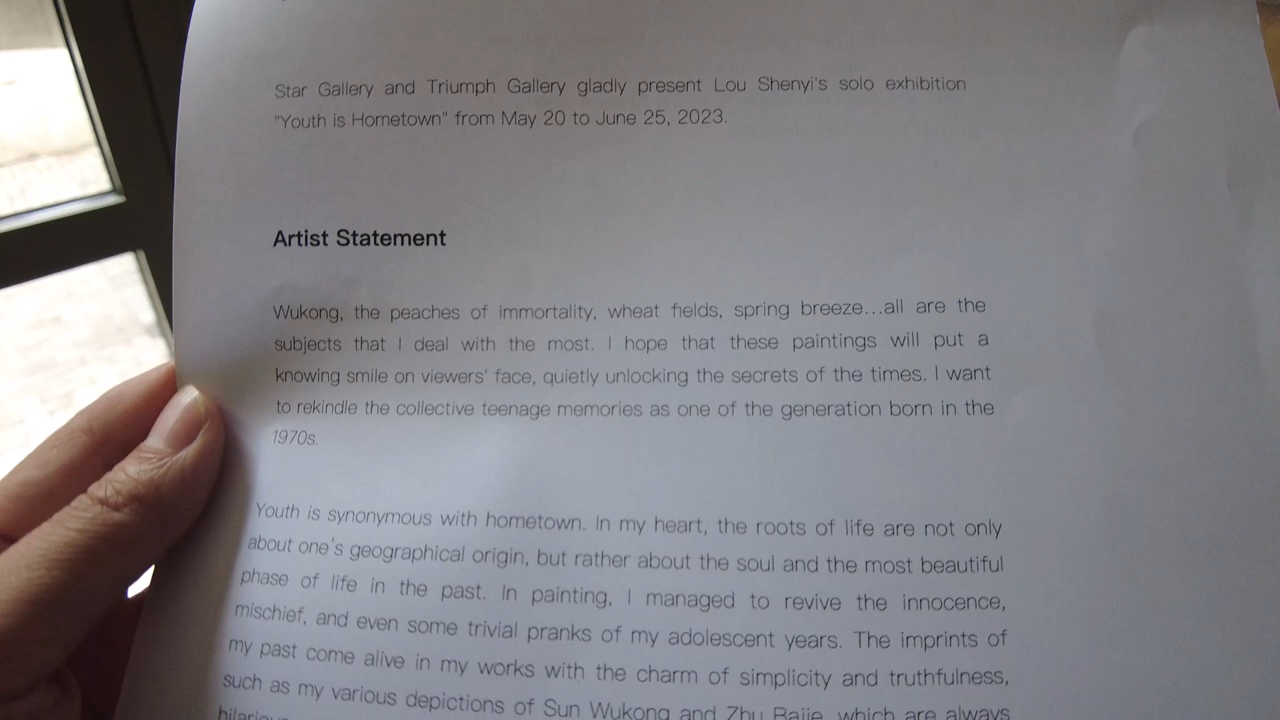 Star Gallery and Triumph Gallery gladly present Lou Shenyi's solo exhibition
"Youth is Hometown" from May 20 to June 25, 2023.
Artist Statement
Wukong, the peaches of immortality, wheat fields, spring breeze...all are the
subjects that I deal with the most. I hope that these paintings will put a
knowing smile on viewers' face, quietly unlocking the secrets of the times. I want
to rekindle the collective teenage memories as one of the generation born in the
1970s.
Youth is synonymous with hometown. In my heart, the roots of life are not only
about one's geographical origin, but rather about the soul and the most beautiful
phase of life in the past. In painting, I managed to revive the innocence,
mischief, and even some trivial pranks of my adolescent years. The imprints of
my past come alive in my works with the charm of simplicity and truthfulness,
such as my various depictions of Sun Wukong and Zhu Bajie, which are always